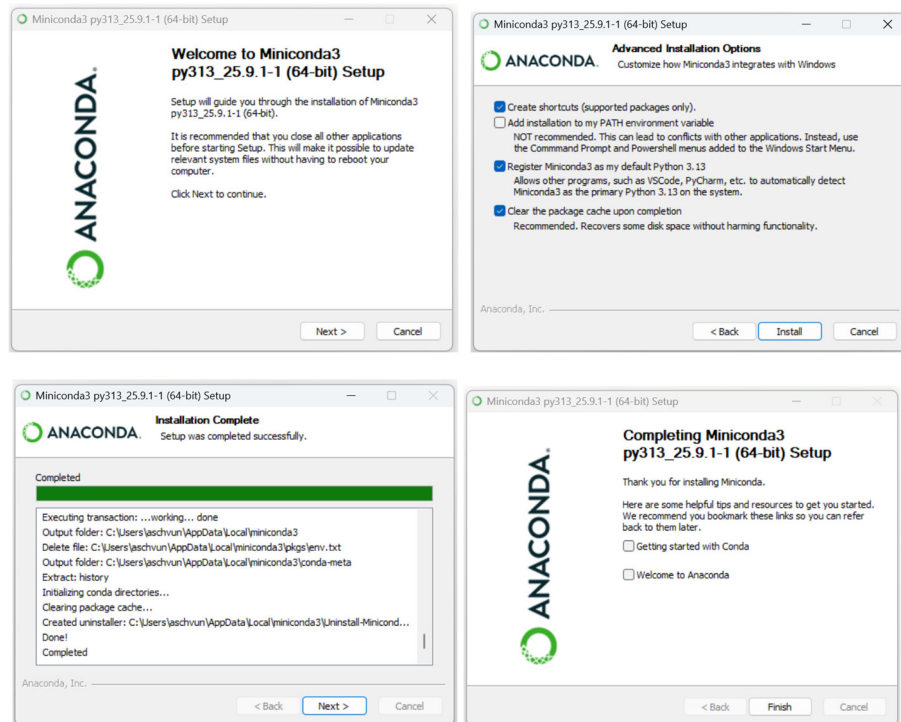 Miniconda3 py313_25.9.1-1 (64-bit) Setup
ANACONDA.
Welcome to Miniconda3
py313_25.9.1-1 (64-bit) Setup
Setup will guide you through the installation of Miniconda3
py313_25.9.1-1 (64-bit).
It is recommended that you close all other applications
before starting Setup. This will make it possible to update
relevant system files without having to reboot your
computer.
Click Next to continue.
Next >
Cancel
Miniconda3 py313_25.9.1-1 (64-bit) Setup
ANACONDA.
Advanced Installation Options
Customize how Miniconda3 integrates with Windows
Create shortcuts (supported packages only).
Add installation to my PATH environment variable
NOT recommended. This can lead to conflicts with other applications. Instead, use
the Commmand Prompt and Powershell menus added to the Windows Start Menu.
Register Miniconda3 as my default Python 3.13
Allows other programs, such as VSCode, PyCharm, etc. to automatically detect
Miniconda3 as the primary Python 3.13 on the system.
Clear the package cache upon completion
Recommended. Recovers some disk space without harming functionality.
Anaconda, Inc.
< Back
Install
Cancel
Miniconda3 py313_25.9.1-1 (64-bit) Setup
ANACONDA.
Installation Complete
Setup was completed successfully.
Completed
Executing transaction: ...working... done
Output folder: C:\Users\aschvun\AppData\Local\miniconda3
Delete file: C:\Users\aschvun\AppData\Local\miniconda3\pkgs\env.txt
Output folder: C:\Users\aschvun\AppData\Local\miniconda3\conda-meta
Extract: history
Initializing conda directories...
Clearing package cache...
Created uninstaller: C:\Users\aschvun\AppData\Local\miniconda3\Uninstall-Minicond...
Done!
Completed
Anaconda, Inc.
< Back
Next >
Cancel
Miniconda3 py313_25.9.1-1 (64-bit) Setup
ANACONDA.
Completing Miniconda3
py313_25.9.1-1 (64-bit) Setup
Thank you for installing Miniconda.
Here are some helpful tips and resources to get you started.
We recommend you bookmark these links so you can refer
back to them later.
Getting started with Conda
Welcome to Anaconda
< Back
Finish
Cancel